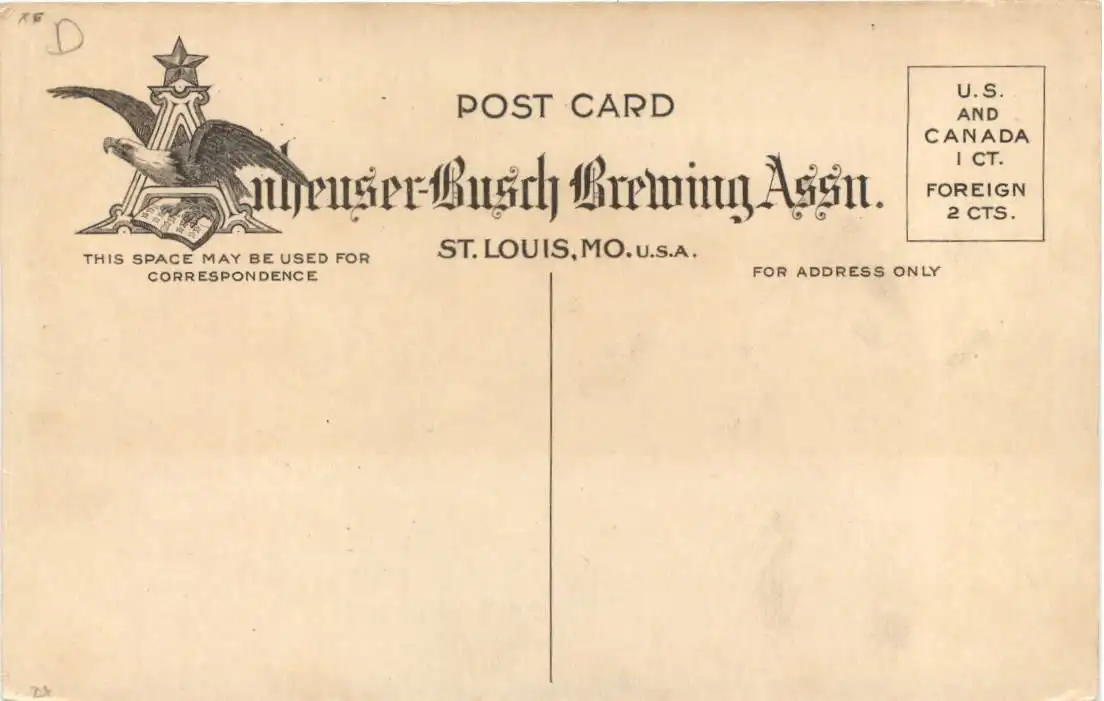 D
POST CARD
Anheuser-Busch Brewing Assn.
ST. LOUIS, MO. U.S.A.
THIS SPACE MAY BE USED FOR
CORRESPONDENCE
FOR ADDRESS ONLY
U.S.
AND
CANADA
1 CT.
FOREIGN
2 CTS.